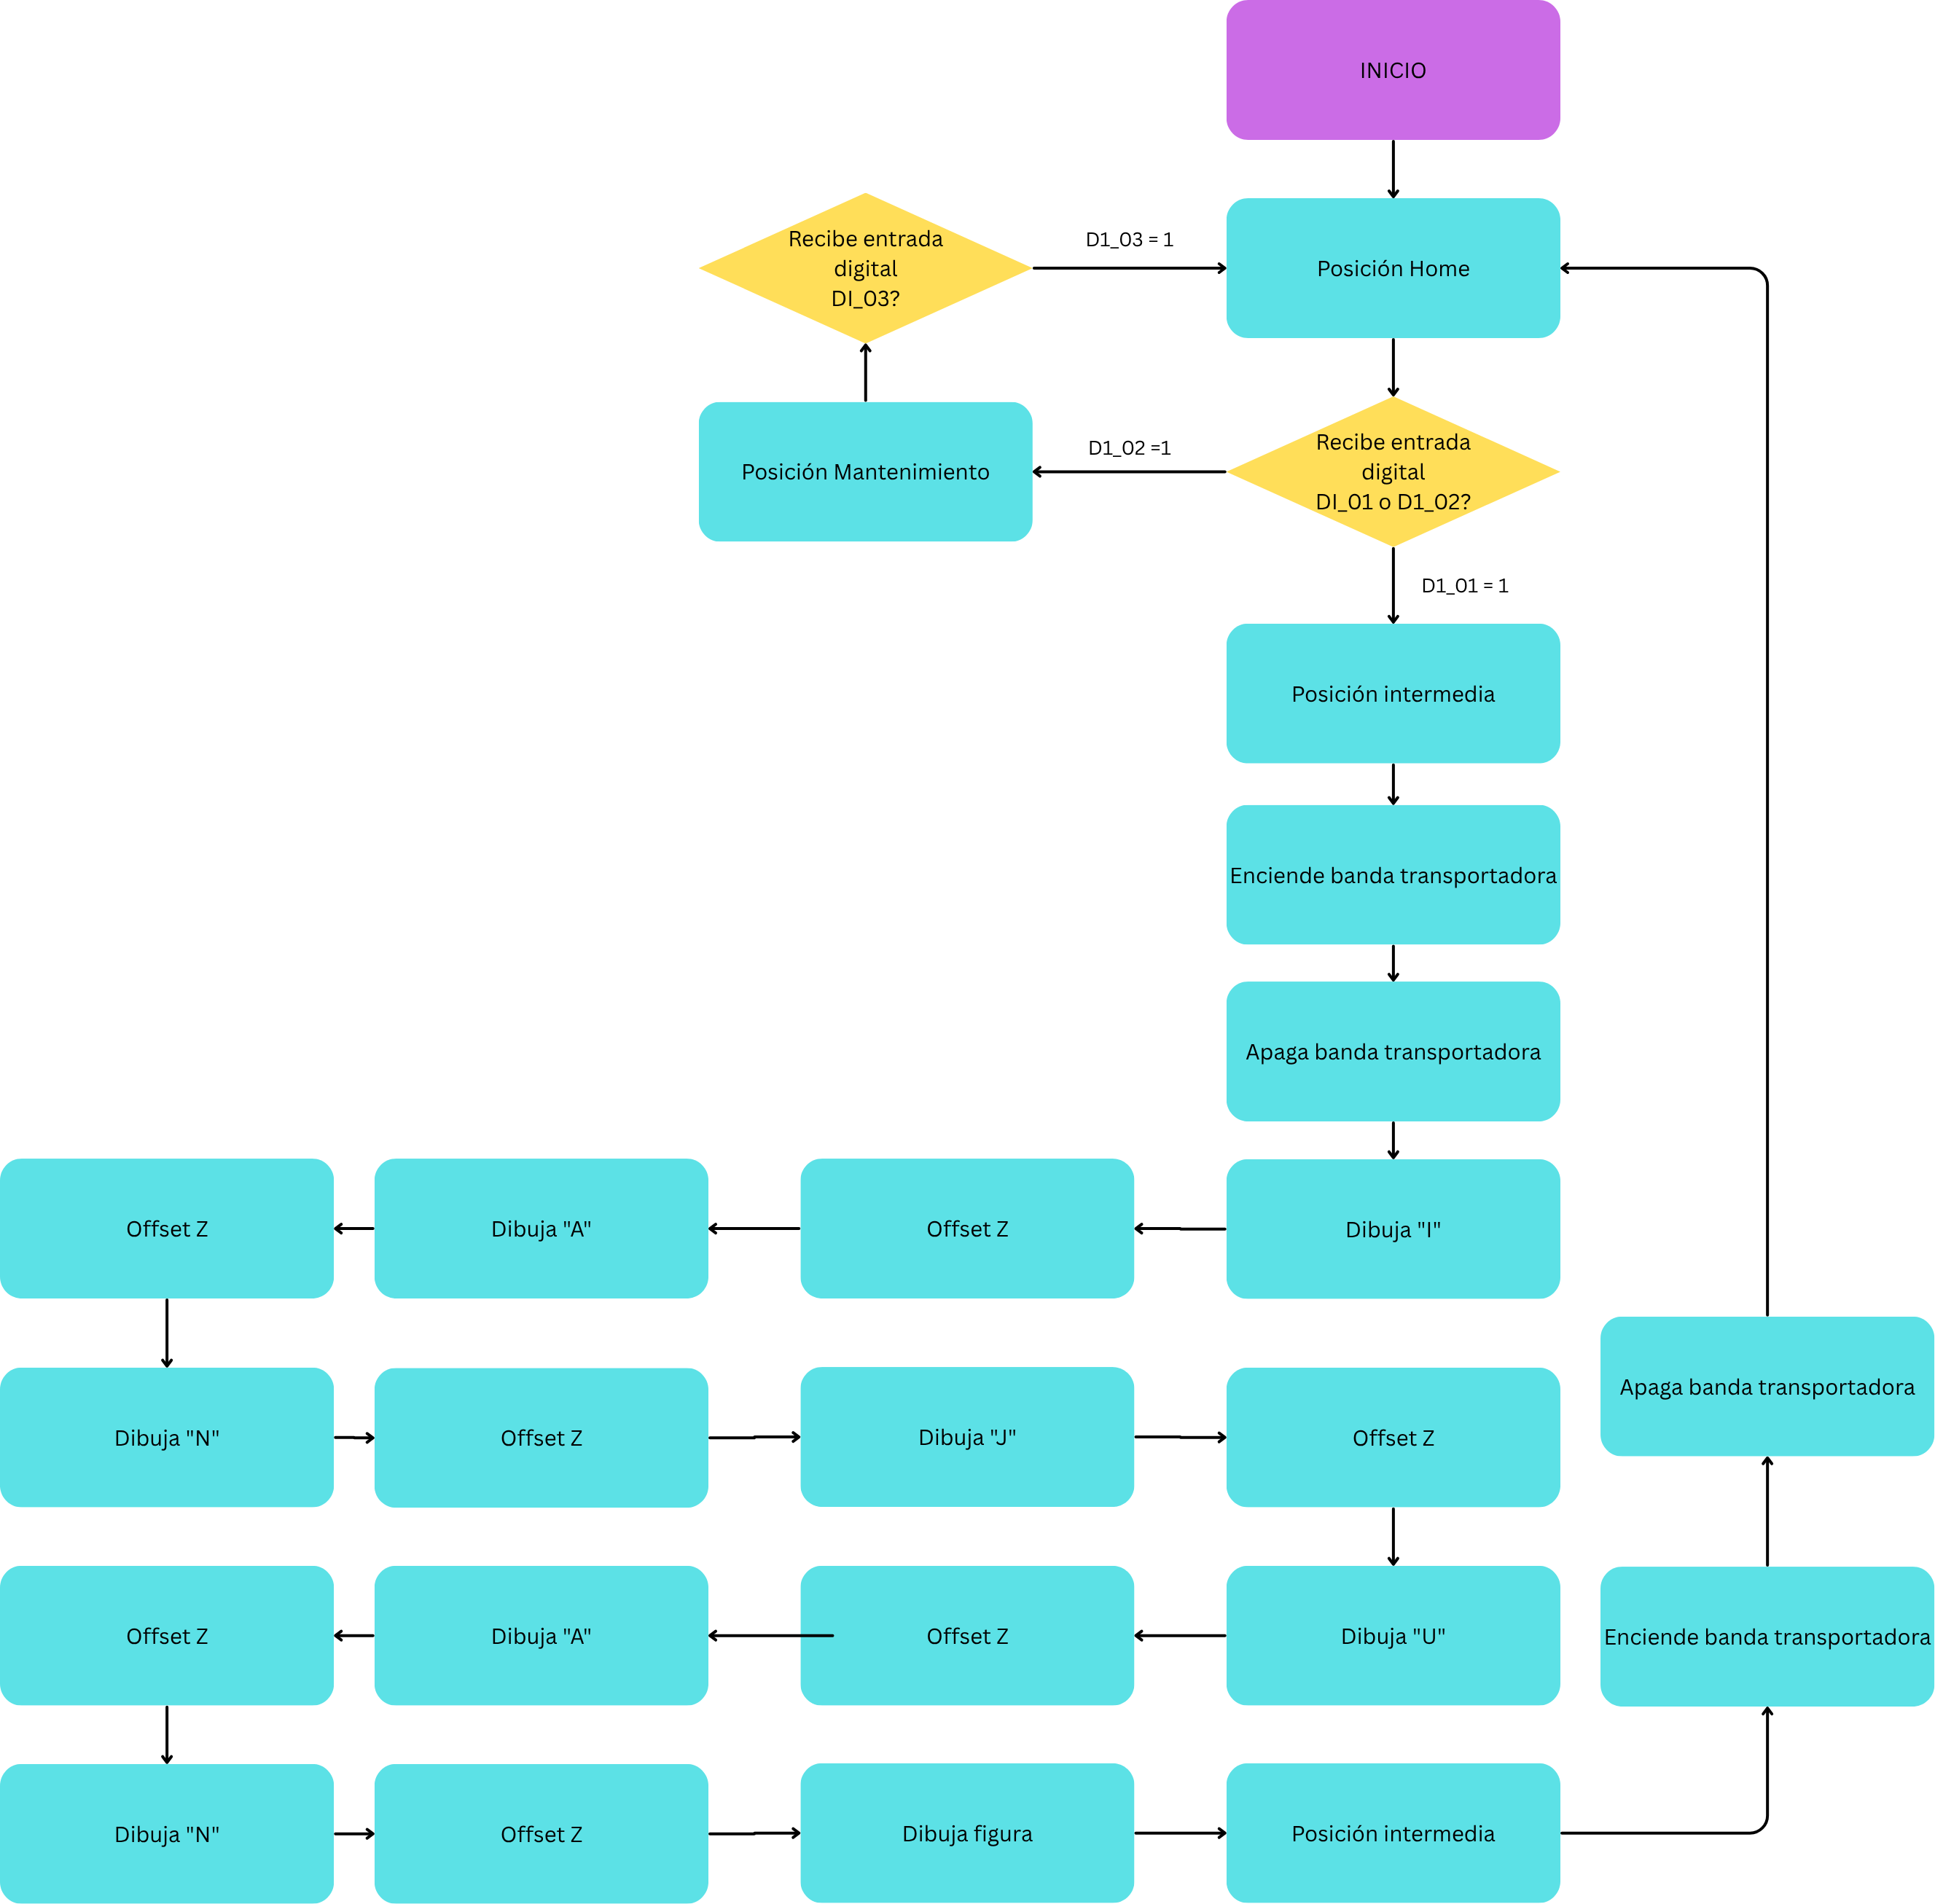 INICIO
Recibe entrada
digital
DI_03?
D1_03 = 1
Posición Home
Posición Mantenimiento
D1_02 =1
Recibe entrada
digital
DI_01 o D1_02?
D1_01 = 1
Posición intermedia
Enciende banda transportadora
Apaga banda transportadora
Dibuja "I"
Offset Z
Dibuja "A"
Offset Z
Dibuja "N"
Offset Z
Dibuja "J"
Offset Z
Dibuja "U"
Offset Z
Dibuja "A"
Offset Z
Dibuja "N"
Offset Z
Dibuja figura
Posición intermedia
Enciende banda transportadora
Apaga banda transportadora